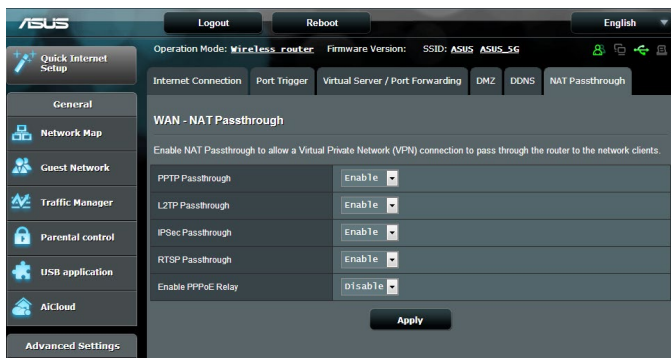 ASUS
Logout
Reboot
English
Operation Mode: Wireless router Firmware Version: SSID: ASUS ASUS_5G
Quick Internet
Setup
General
Network Map
Guest Network
Traffic Manager
Parental control
USB application
AiCloud
Advanced Settings
Internet Connection
Port Trigger
Virtual Server / Port Forwarding
DMZ
DDNS
NAT Passthrough
WAN - NAT Passthrough
Enable NAT Passthrough to allow a Virtual Private Network (VPN) connection to pass through the router to the network clients.
PPTP Passthrough Enable
L2TP Passthrough Enable
IPSec Passthrough Enable
RTSP Passthrough Enable
Enable PPPoE Relay Disable
Apply